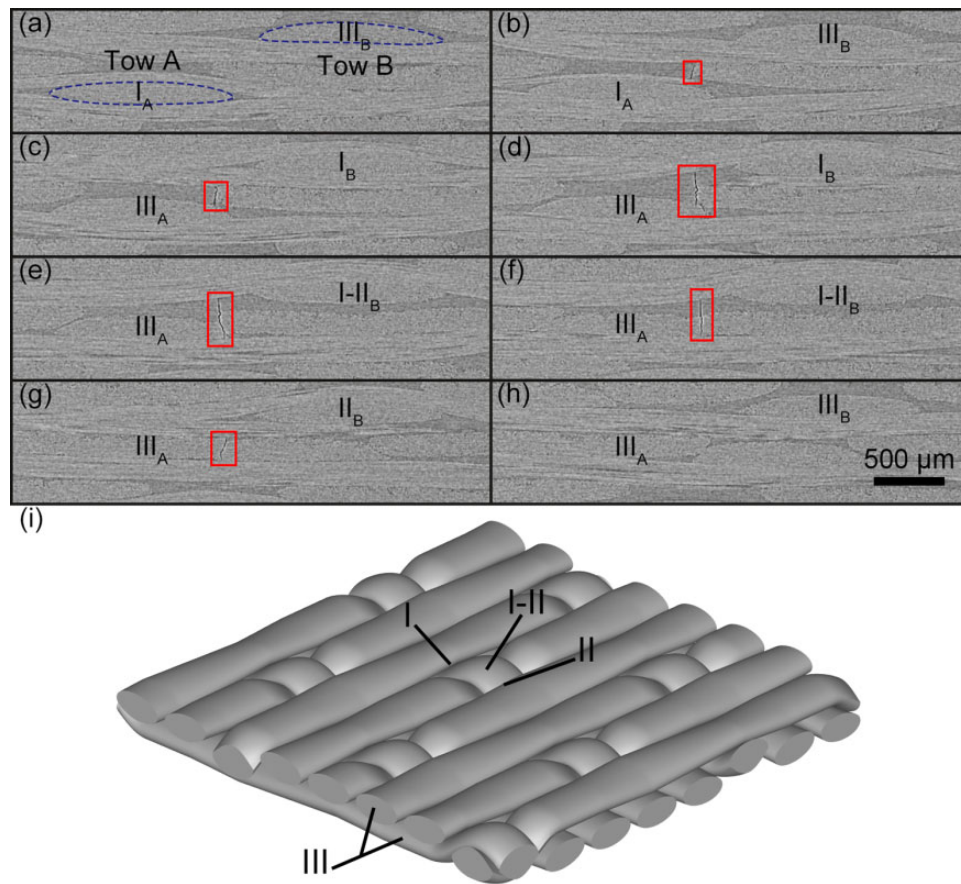 (a)
III_B
Tow A
Tow B
I_A
(b)
III_B
I_A
(c)
I_B
III_A
(d)
I_B
III_A
(e)
I-II_B
III_A
(f)
I-II_B
III_A
(g)
II_B
III_A
(h)
III_B
III_A
500 µm
(i)
I
I-II
II
III